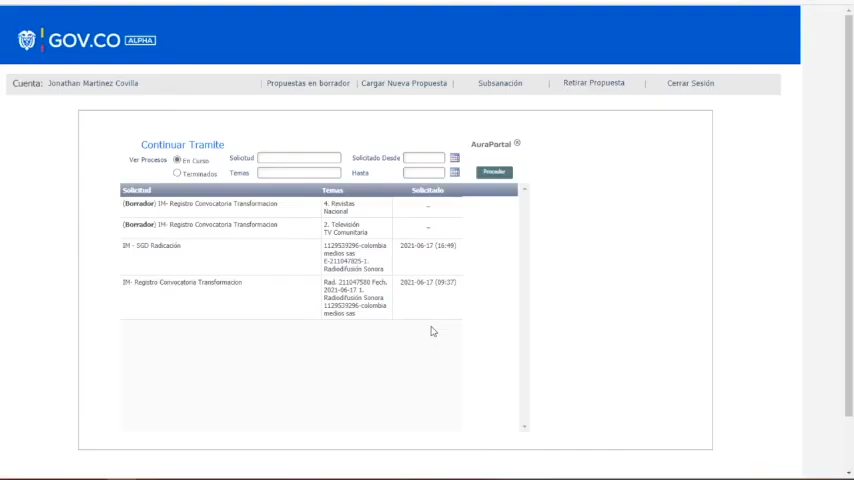 GOV.CO ALPHA
Cuenta: Jonathan Martinez Covilla | Propuestas en borrador | Cargar Nueva Propuesta | Subsanación | Retirar Propuesta | Cerrar Sesión
Continuar Tramite
AuraPortal ®
Ver Procesos En Curso Solicitud Solicitado Desde
Terminados Temas Hasta Proceder
Solicitud Temas Solicitado
(Borrador) IM- Registro Convocatoria Transformacion 4. Revistas
Nacional
(Borrador) IM- Registro Convocatoria Transformacion 2. Televisión
TV Comunitaria
IM - SGD Radicación 1129539296-colombia 2021-06-17 (16:49)
medios sas
E-211047825-1.
Radiodifusión Sonora
IM- Registro Convocatoria Transformacion Rad. 211047580 Fech. 2021-06-17 (09:37)
2021-06-17 1.
Radiodifusión Sonora
1129539296-colombia
medios sas